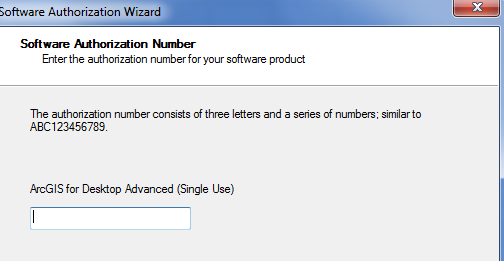 Software Authorization Wizard
Software Authorization Number
Enter the authorization number for your software product
The authorization number consists of three letters and a series of numbers; similar to
ABC123456789.
ArcGIS for Desktop Advanced (Single Use)